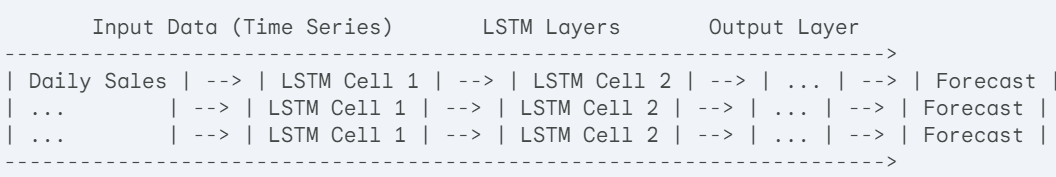 Input Data (Time Series)       LSTM Layers       Output Layer
---------------------------------------------------------------------->
| Daily Sales | --> | LSTM Cell 1 | --> | LSTM Cell 2 | --> | ... | --> | Forecast |
| ...         | --> | LSTM Cell 1 | --> | LSTM Cell 2 | --> | ... | --> | Forecast |
| ...         | --> | LSTM Cell 1 | --> | LSTM Cell 2 | --> | ... | --> | Forecast |
---------------------------------------------------------------------->